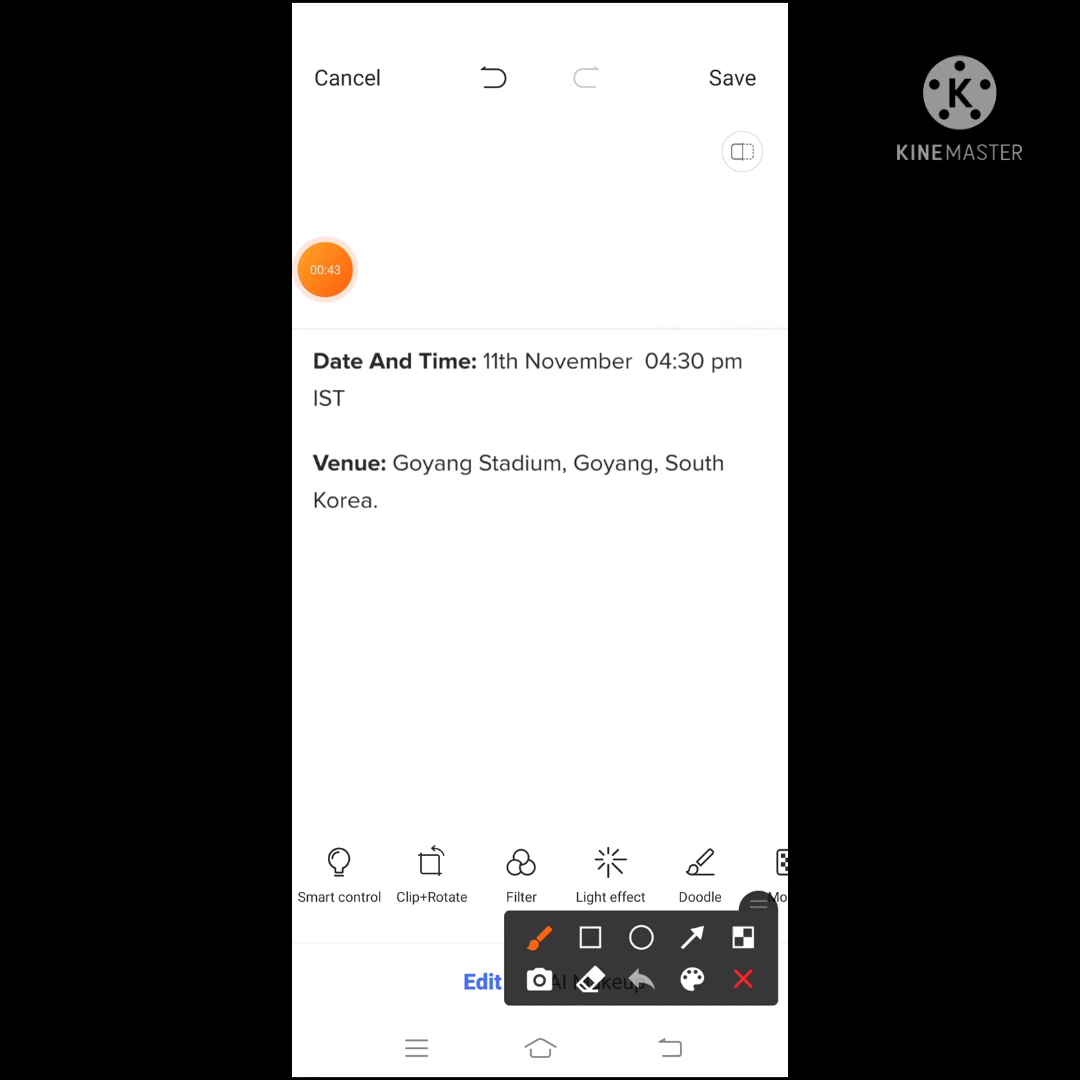 Cancel
Save
KINEMASTER
00:43
Date And Time: 11th November 04:30 pm
IST
Venue: Goyang Stadium, Goyang, South
Korea.
Smart control
Clip+Rotate
Filter
Light effect
Doodle
Mo
Edit